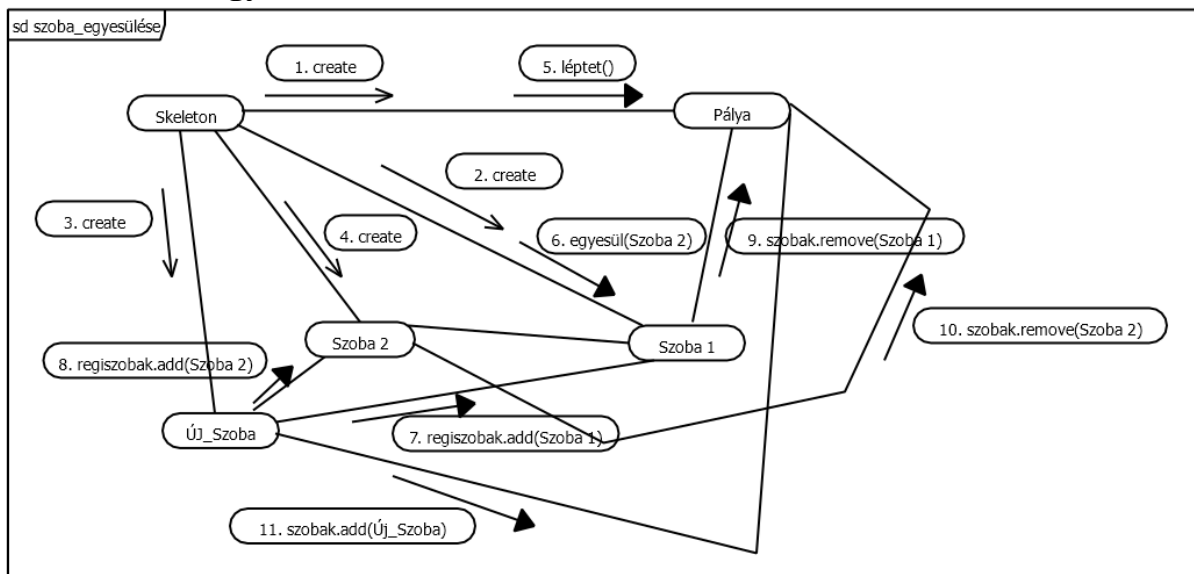 sd szoba_egyesülése
1. create
5. léptet()
Skeleton
Pálya
2. create
3. create
4. create
6. egyesül(Szoba 2)
9. szobak.remove(Szoba 1)
Szoba 2
Szoba 1
10. szobak.remove(Szoba 2)
8. regiszobak.add(Szoba 2)
ÚJ_Szoba
7. regiszobak.add(Szoba 1)
11. szobak.add(Új_Szoba)